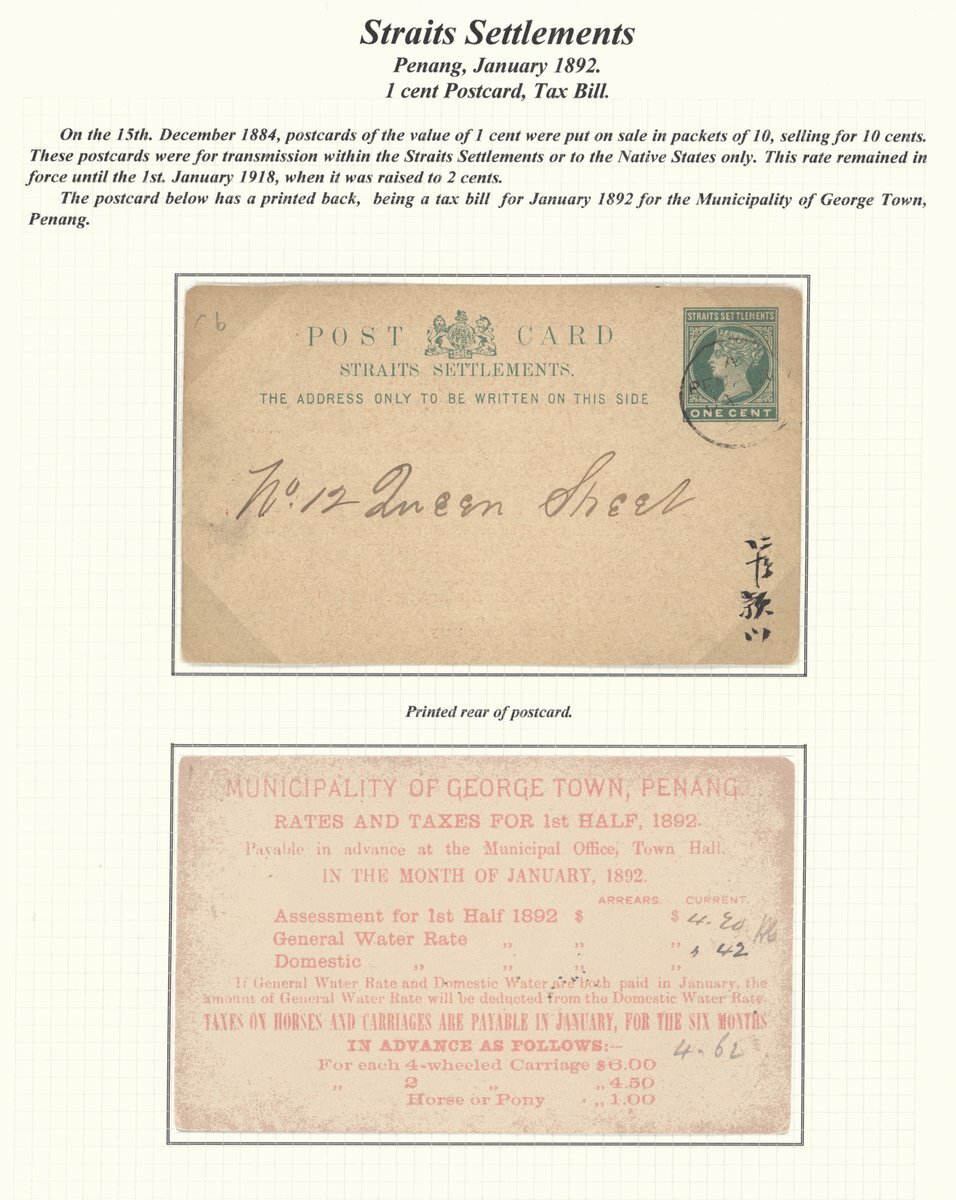 Straits Settlements
Penang, January 1892.
1 cent Postcard, Tax Bill.
On the 15th. December 1884, postcards of the value of 1 cent were put on sale in packets of 10, selling for 10 cents.
These postcards were for transmission within the Straits Settlements or to the Native States only. This rate remained in
force until the 1st. January 1918, when it was raised to 2 cents.
The postcard below has a printed back, being a tax bill for January 1892 for the Municipality of George Town,
Penang.
POST CARD
STRAITS SETTLEMENTS.
THE ADDRESS ONLY TO BE WRITTEN ON THIS SIDE
STRAITS SETTLEMENTS
ONE CENT
No. 12 Queen Street
穎川
Printed rear of postcard.
MUNICIPALITY OF GEORGE TOWN, PENANG.
RATES AND TAXES FOR 1st HALF, 1892.
Payable in advance at the Municipal Office, Town Hall.
IN THE MONTH OF JANUARY, 1892.
ARREARS. CURRENT.
Assessment for 1st Half 1892 $ $ 4.20
General Water Rate „ „ „ 42
Domestic „ „ „ „
If General Water Rate and Domestic Water are both paid in January, the
amount of General Water Rate will be deducted from the Domestic Water Rate
TAXES ON HORSES AND CARRIAGES ARE PAYABLE IN JANUARY, FOR THE SIX MONTHS
IN ADVANCE AS FOLLOWS:—
4.62
For each 4-wheeled Carriage $6.00
„ 2 „ „ 4.50
Horse or Pony „ 1.00